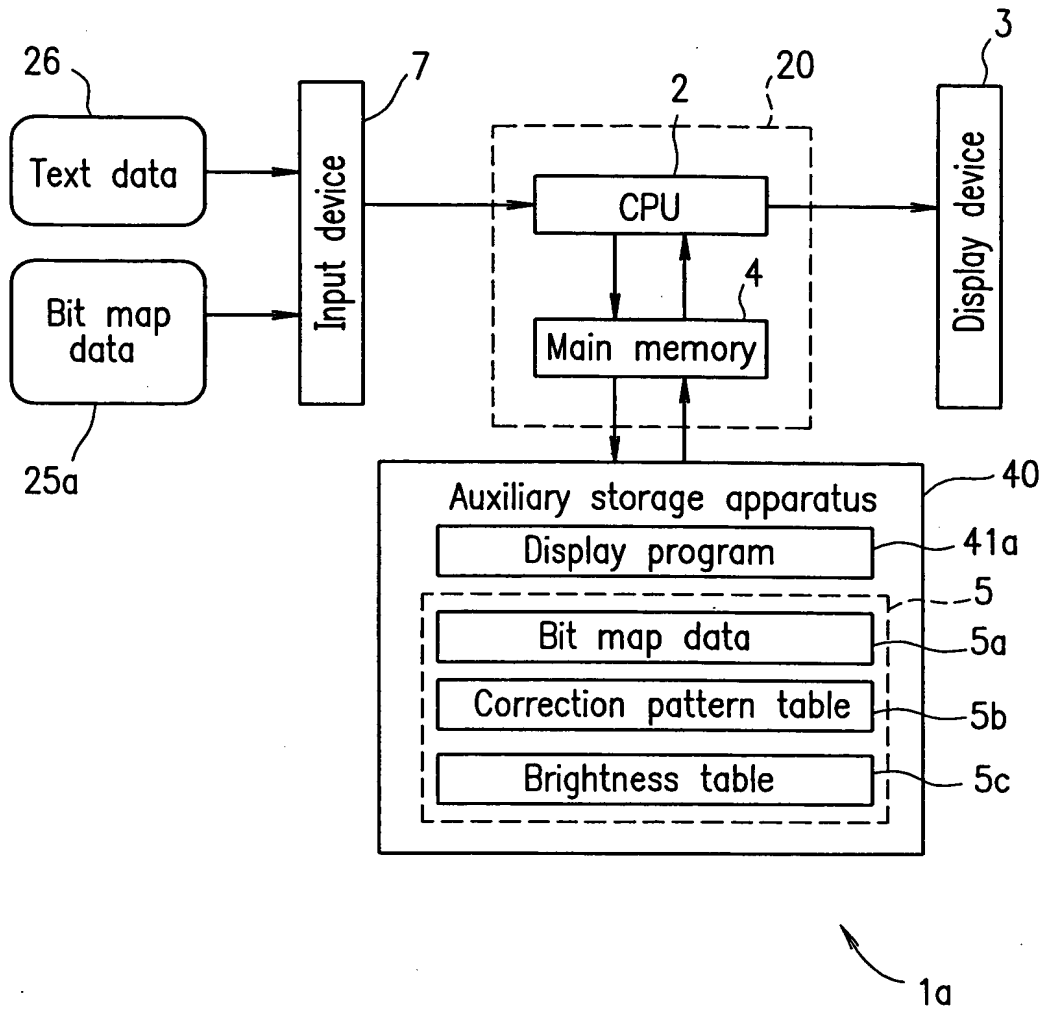 3
26
7
20
2
Text data
Input device
CPU
Display device
4
Bit map
data
Main memory
25a
40
Auxiliary storage apparatus
Display program
41a
5
Bit map data
5a
Correction pattern table
5b
Brightness table
5c
1a